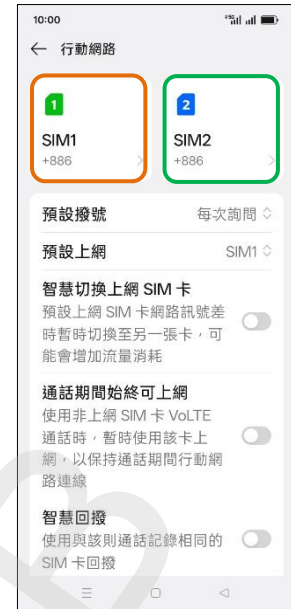 10:00
行動網路
1
2
SIM1
SIM2
+886
+886
預設撥號 每次詢問
預設上網 SIM1
智慧切換上網 SIM 卡
預設上網 SIM 卡網路訊號差
時暫時切換至另一張卡，可
能會增加流量消耗
通話期間始終可上網
使用非上網 SIM 卡 VoLTE
通話時，暫時使用該卡上
網，以保持通話期間行動網
路連線
智慧回撥
使用與該則通話記錄相同的
SIM 卡回撥